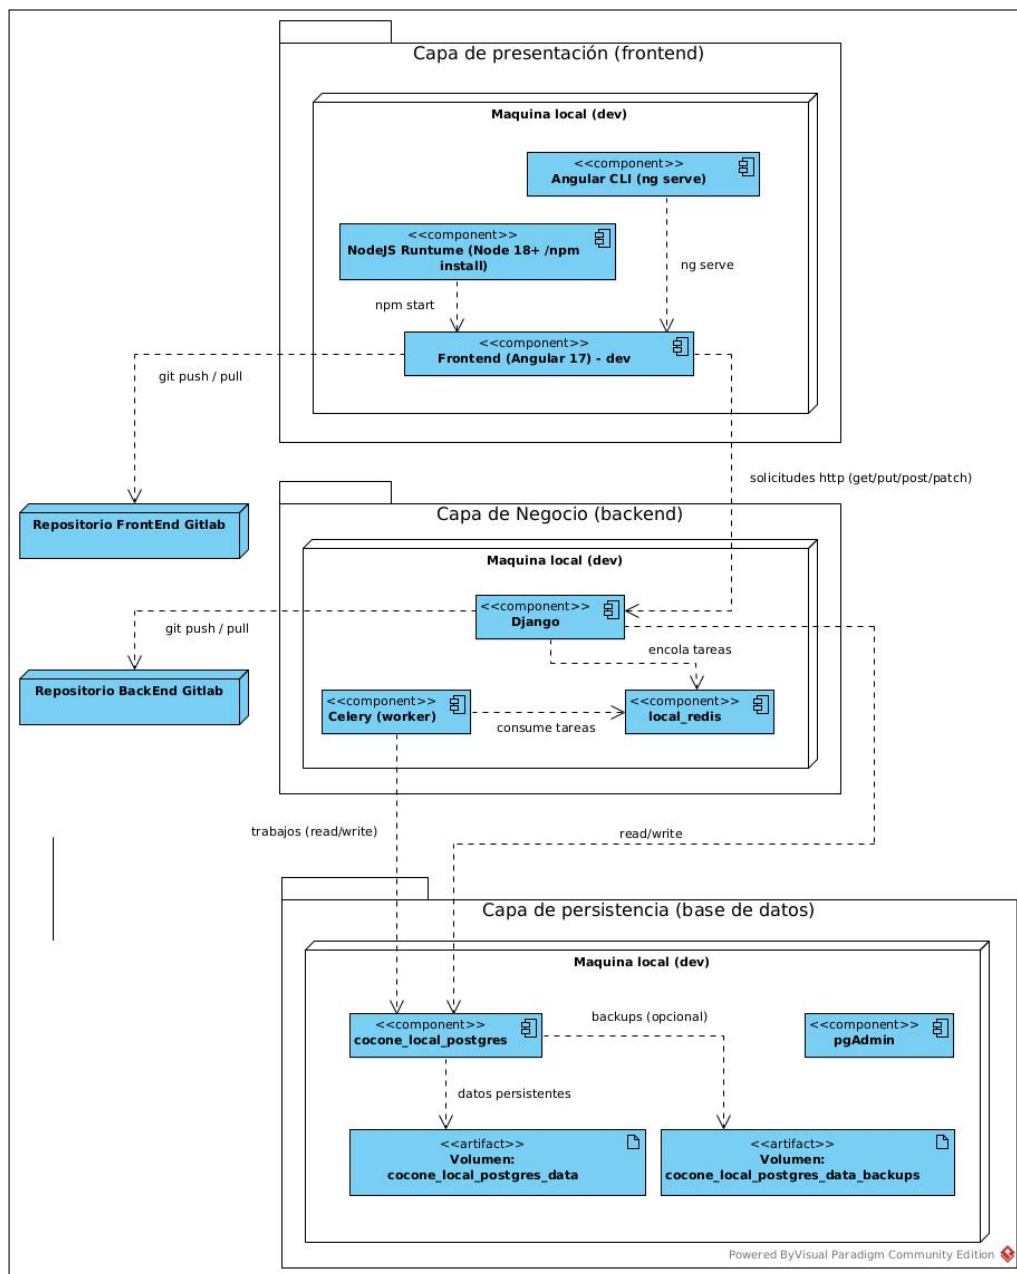 Capa de presentación (frontend)
Maquina local (dev)
<<component>>
Angular CLI (ng serve)
<<component>>
NodeJS Runtume (Node 18+ /npm
install)
ng serve
npm start
<<component>>
Frontend (Angular 17) - dev
git push / pull
solicitudes http (get/put/post/patch)
Repositorio FrontEnd Gitlab
Capa de Negocio (backend)
Maquina local (dev)
<<component>>
Django
git push / pull
encola tareas
Repositorio BackEnd Gitlab
<<component>>
Celery (worker)
<<component>>
local_redis
consume tareas
trabajos (read/write)
read/write
Capa de persistencia (base de datos)
Maquina local (dev)
<<component>>
cocone_local_postgres
backups (opcional)
<<component>>
pgAdmin
datos persistentes
<<artifact>>
Volumen:
cocone_local_postgres_data
<<artifact>>
Volumen:
cocone_local_postgres_data_backups
Powered ByVisual Paradigm Community Edition